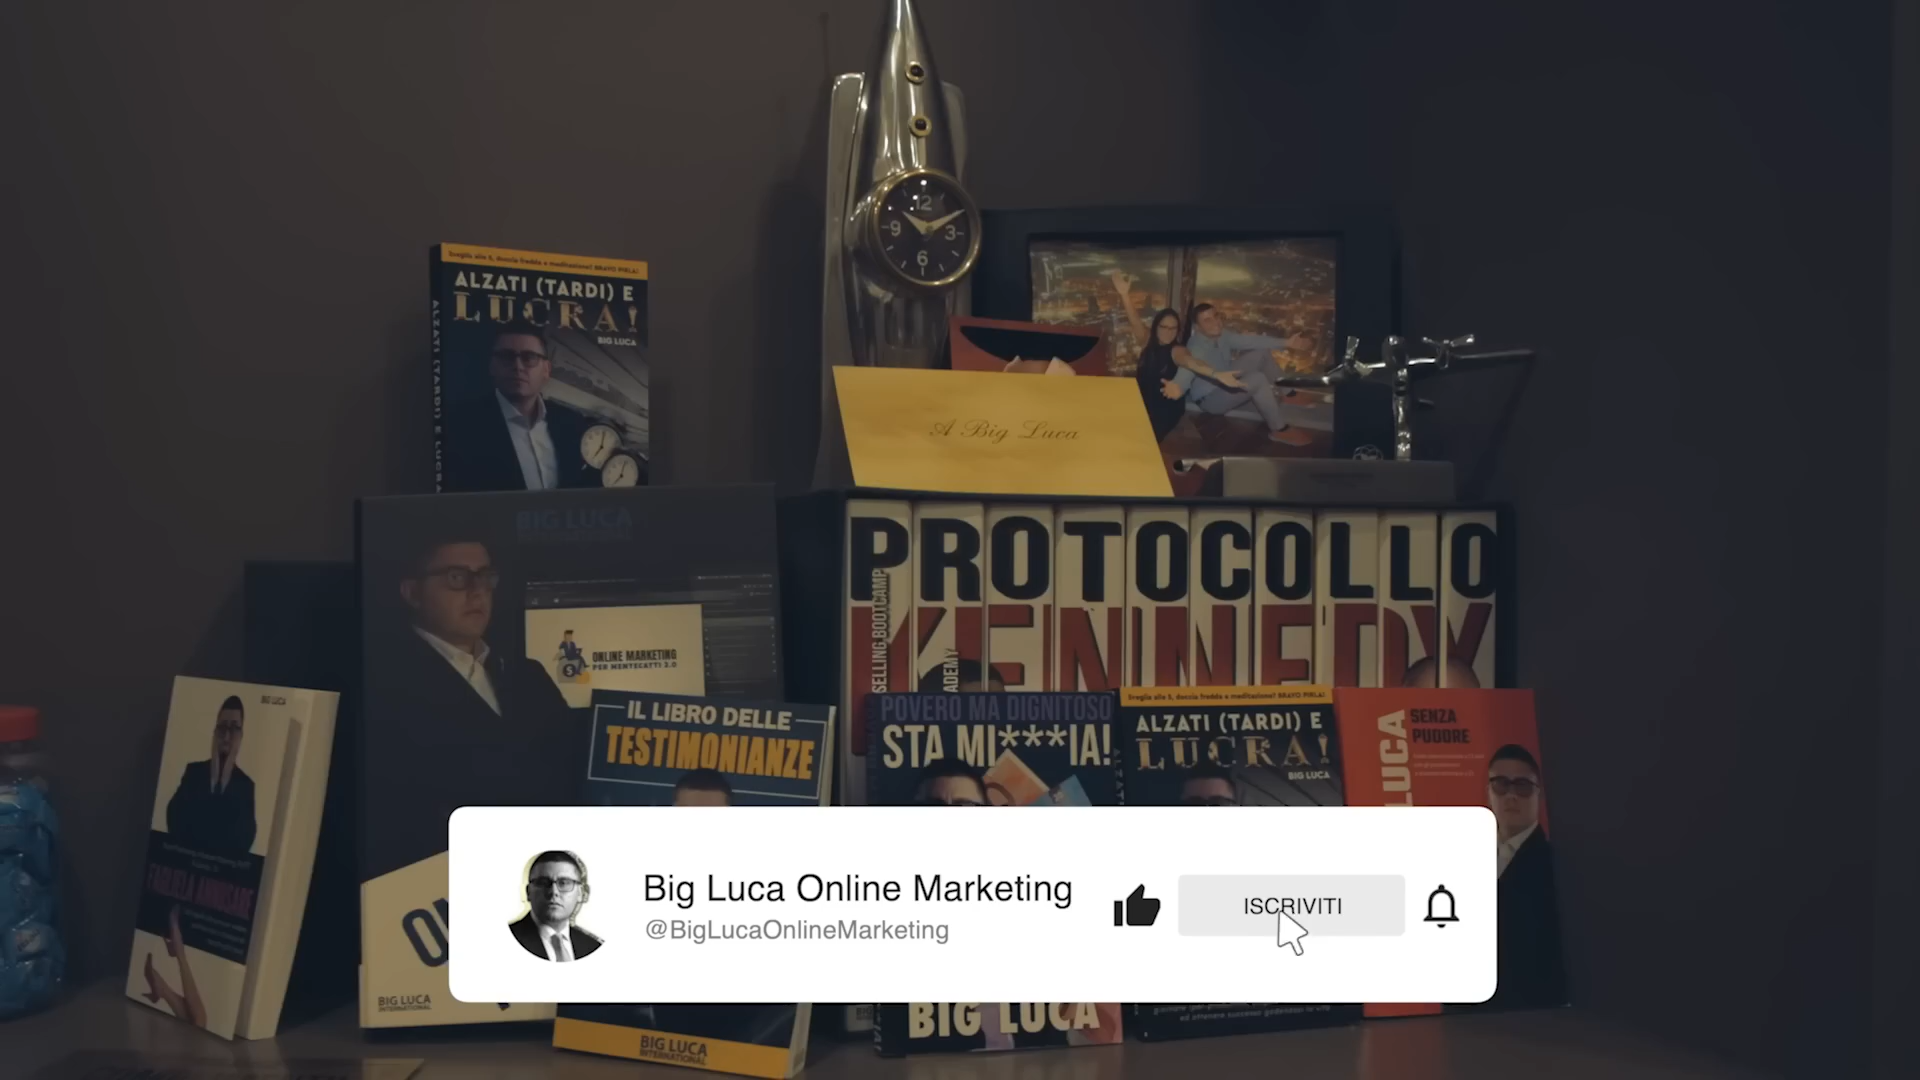 Sveglia alle 5, doccia fredda e meditazione? BRAVO PIRLA!
ALZATI (TARDI) E
LUCRA!
BIG LUCA
ALZATI (TARDI) E LUCRA
12
9
3
6
A Big Luca
BIG LUCA
ONLINE MARKETING
PER MENTECATTI 2.0
PROTOCOLLO
KENNEDY
SELLING BOOTCAMP
ADEMY
BIG LUCA
FAGLIELA ANNUSARE
IL LIBRO DELLE
TESTIMONIANZE
POVERO MA DIGNITOSO
STA MI***IA!
Sveglia alle 5, doccia fredda e meditazione? BRAVO PIRLA!
ALZATI (TARDI) E
LUCRA!
BIG LUCA
LUCA
SENZA
PUDORE
Big Luca Online Marketing
@BigLucaOnlineMarketing
ISCRIVITI
BIG LUCA
INTERNATIONAL
BIG LUCA
INTERNATIONAL
BIG LUCA